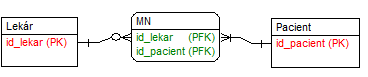 Lekár
id_lekar (PK)
MN
id_lekar (PFK)
id_pacient (PFK)
Pacient
id_pacient (PK)